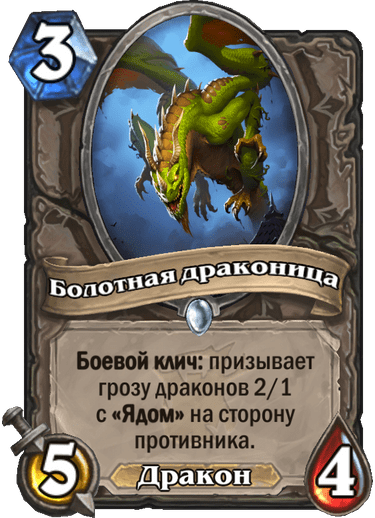 3
Болотная драконица
Боевой клич: призывает
грозу драконов 2/1
с «Ядом» на сторону
противника.
5
Дракон
4